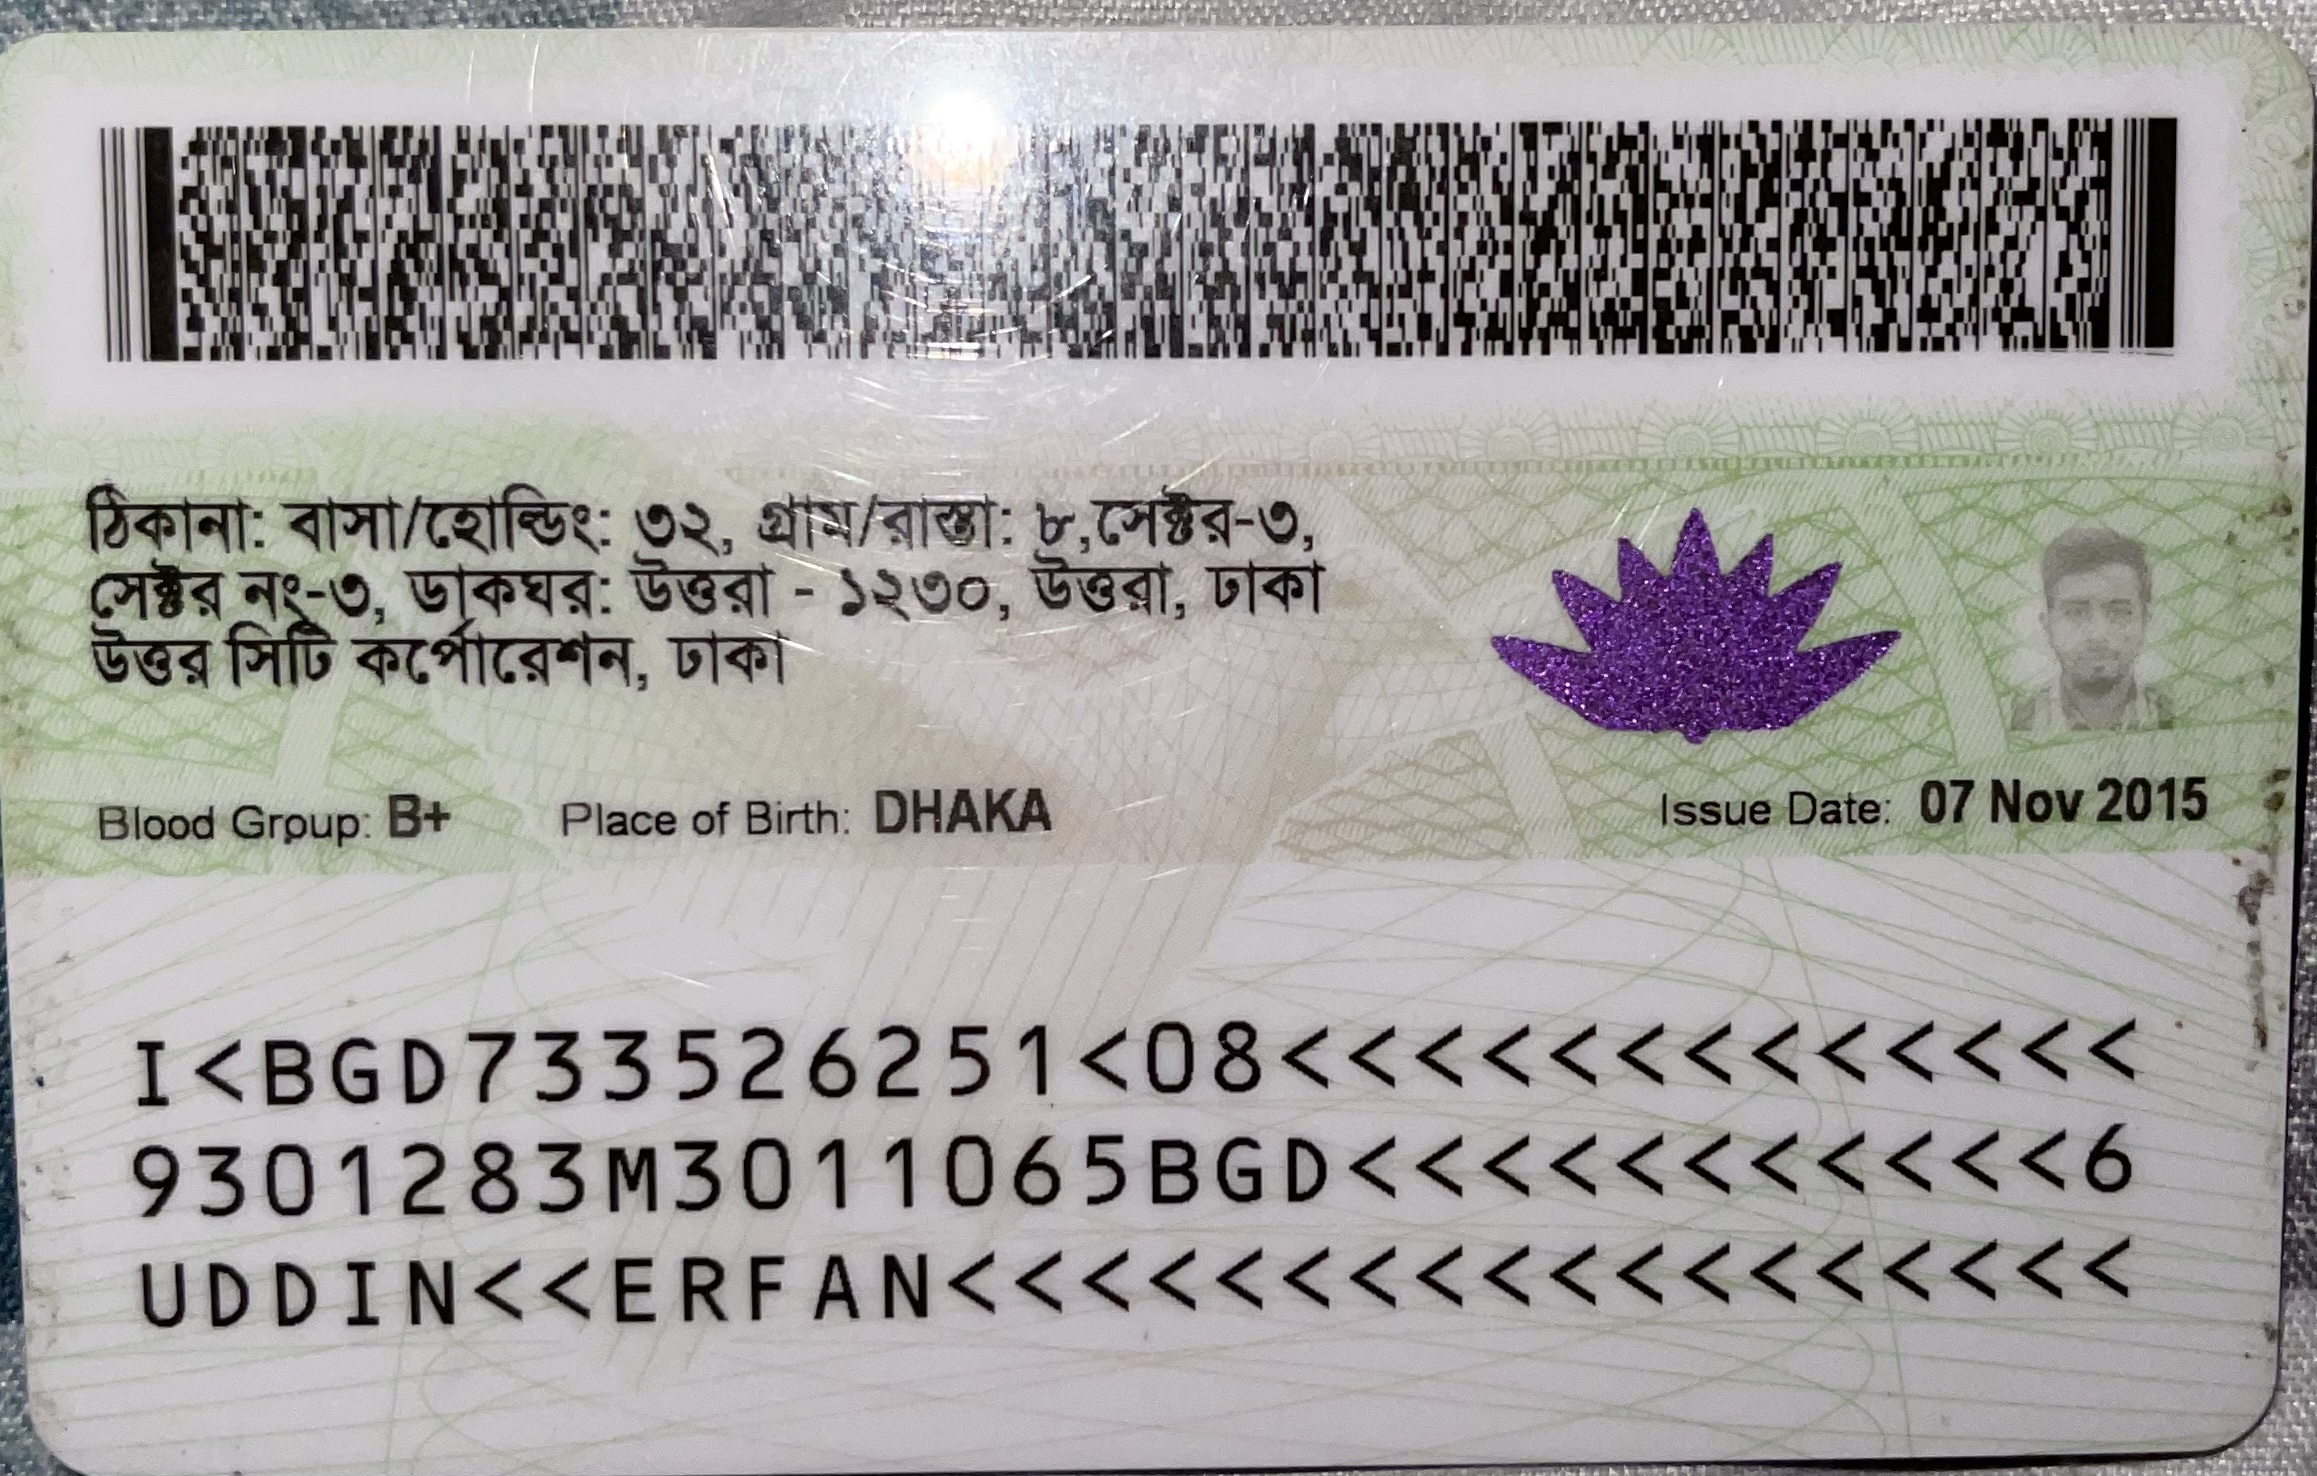 ঠিকানা: বাসা/হোল্ডিং: ৩২, গ্রাম/রাস্তা: ৮,সেক্টর-৩,
সেক্টর নং-৩, ডাকঘর: উত্তরা - ১২৩০, উত্তরা, ঢাকা
উত্তর সিটি কর্পোরেশন, ঢাকা
Blood Group: B+ Place of Birth: DHAKA Issue Date: 07 Nov 2015
I<BGD733526251<08<<<<<<<<<<<<<
9301283M3011065BGD<<<<<<<<<<<6
UDDIN<<ERFAN<<<<<<<<<<<<<<<<<<